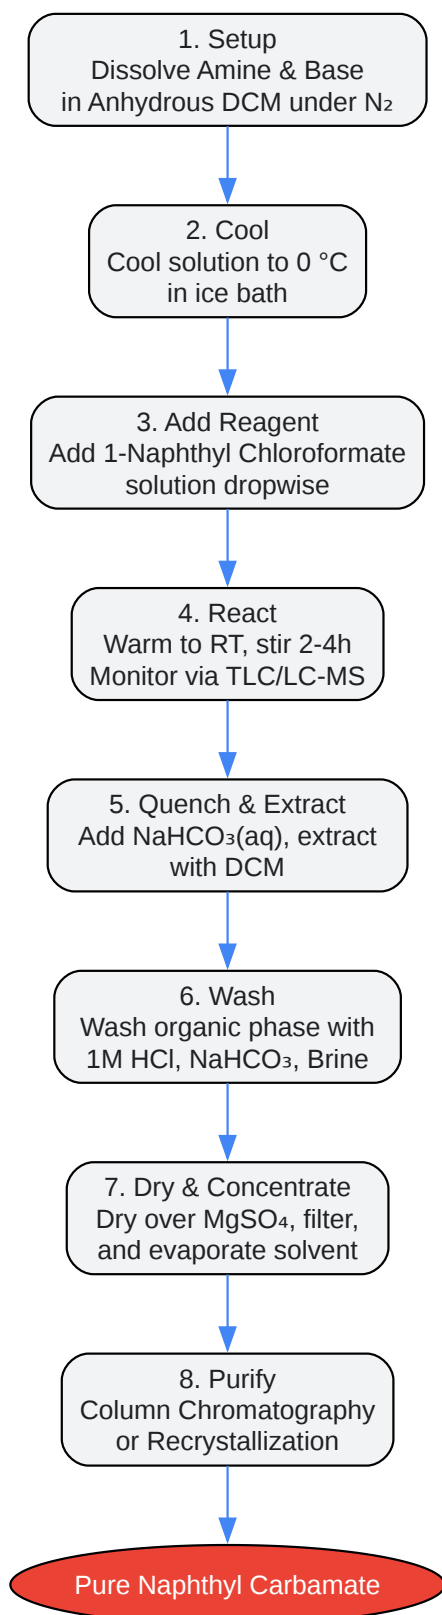 1. Setup
Dissolve Amine & Base
in Anhydrous DCM under N₂
2. Cool
Cool solution to 0 °C
in ice bath
3. Add Reagent
Add 1-Naphthyl Chloroformate
solution dropwise
4. React
Warm to RT, stir 2-4h
Monitor via TLC/LC-MS
5. Quench & Extract
Add NaHCO₃(aq), extract
with DCM
6. Wash
Wash organic phase with
1M HCl, NaHCO₃, Brine
7. Dry & Concentrate
Dry over MgSO₄, filter,
and evaporate solvent
8. Purify
Column Chromatography
or Recrystallization
Pure Naphthyl Carbamate